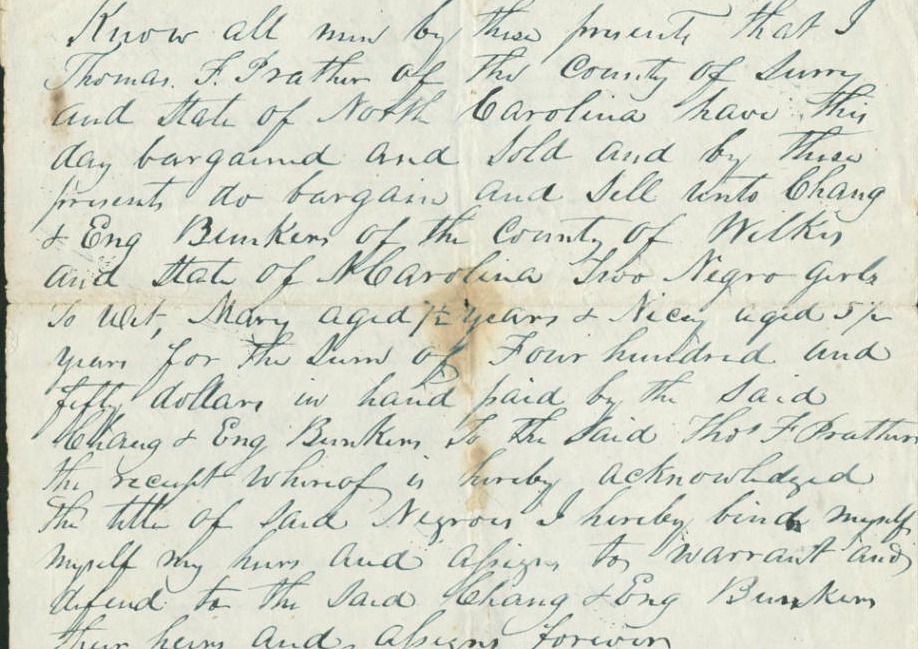 Know all men by these presents that I
Thomas. F. Prather of the County of Surry
and State of North Carolina have this
day bargained and Sold and by these
presents do bargain and Sell unto Chang
& Eng Bunkers of the County of Wilks
and State of N Carolina Two Negro girls
To Wit, Mary aged 7½ years & Nicey aged 5½
years for the Sum of Four hundred and
fifty dollars in hand paid by the Said
Chang & Eng Bunkers to the Said Thos F Prather
the receipt whereof is hereby acknowledged
the title of Said Negroes I hereby bind myself
myself my heirs and assigns to warrant and
defend to the Said Chang & Eng Bunkers
their heirs and assigns forever